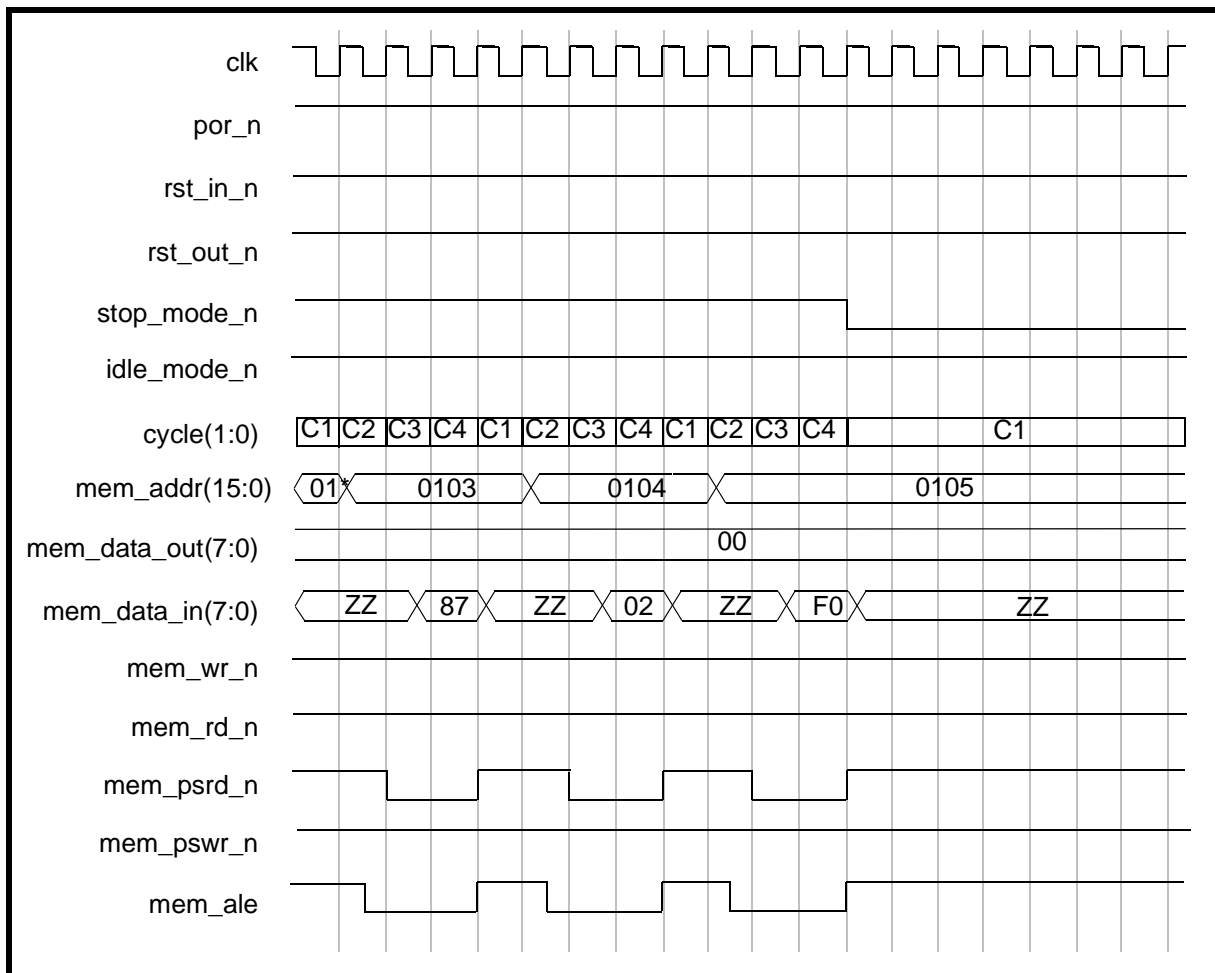 clk
por_n
rst_in_n
rst_out_n
stop_mode_n
idle_mode_n
cycle(1:0) C1 C2 C3 C4 C1 C2 C3 C4 C1 C2 C3 C4 C1
mem_addr(15:0) 01* 0103 0104 0105
mem_data_out(7:0) 00
mem_data_in(7:0) ZZ 87 ZZ 02 ZZ F0 ZZ
mem_wr_n
mem_rd_n
mem_psrd_n
mem_pswr_n
mem_ale